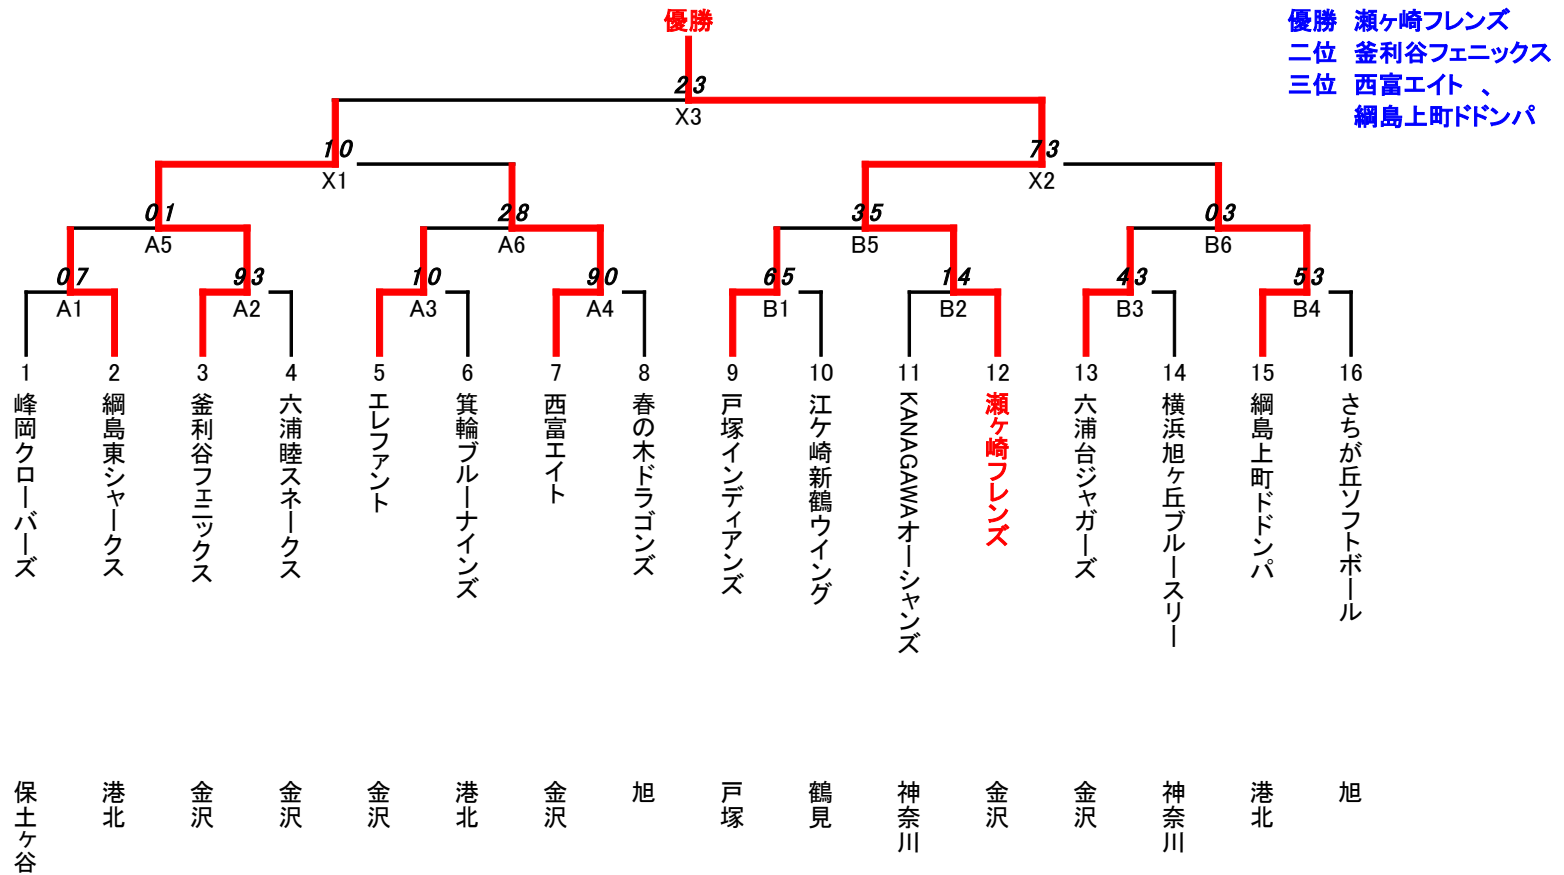 優勝
優勝 瀬ヶ崎フレンズ
二位 釜利谷フェニックス
三位 西富エイト 、
綱島上町ドドンパ
2 3
X3
1 0
7 3
X1
X2
0 1
2 8
3 5
0 3
A5
A6
B5
B6
0 7
9 3
1 0
9 0
6 5
1 4
4 3
5 3
A1
A2
A3
A4
B1
B2
B3
B4
1
2
3
4
5
6
7
8
9
10
11
12
13
14
15
16
峰岡クローバーズ
綱島東シャークス
釜利谷フェニックス
六浦睦スネークス
エレファント
箕輪ブルーナインズ
西富エイト
春の木ドラゴンズ
戸塚インディアンズ
江ケ崎新鶴ウイング
KANAGAWAオーシャンズ
瀬ヶ崎フレンズ
六浦台ジャガーズ
横浜旭ヶ丘ブルースリー
綱島上町ドドンパ
さちが丘ソフトボール
保土ヶ谷
港北
金沢
金沢
金沢
港北
金沢
旭
戸塚
鶴見
神奈川
金沢
金沢
神奈川
港北
旭